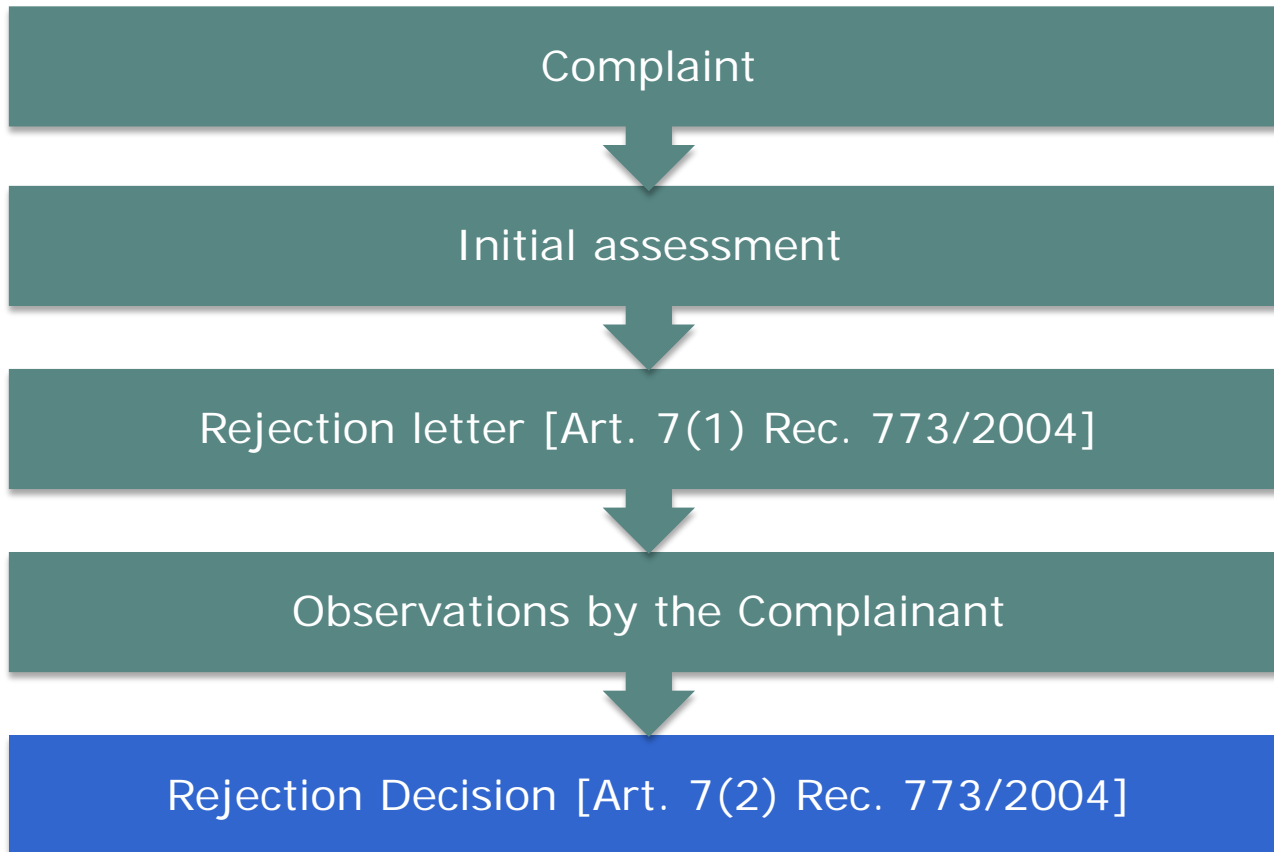 Complaint
Initial assessment
Rejection letter [Art. 7(1) Rec. 773/2004]
Observations by the Complainant
Rejection Decision [Art. 7(2) Rec. 773/2004]